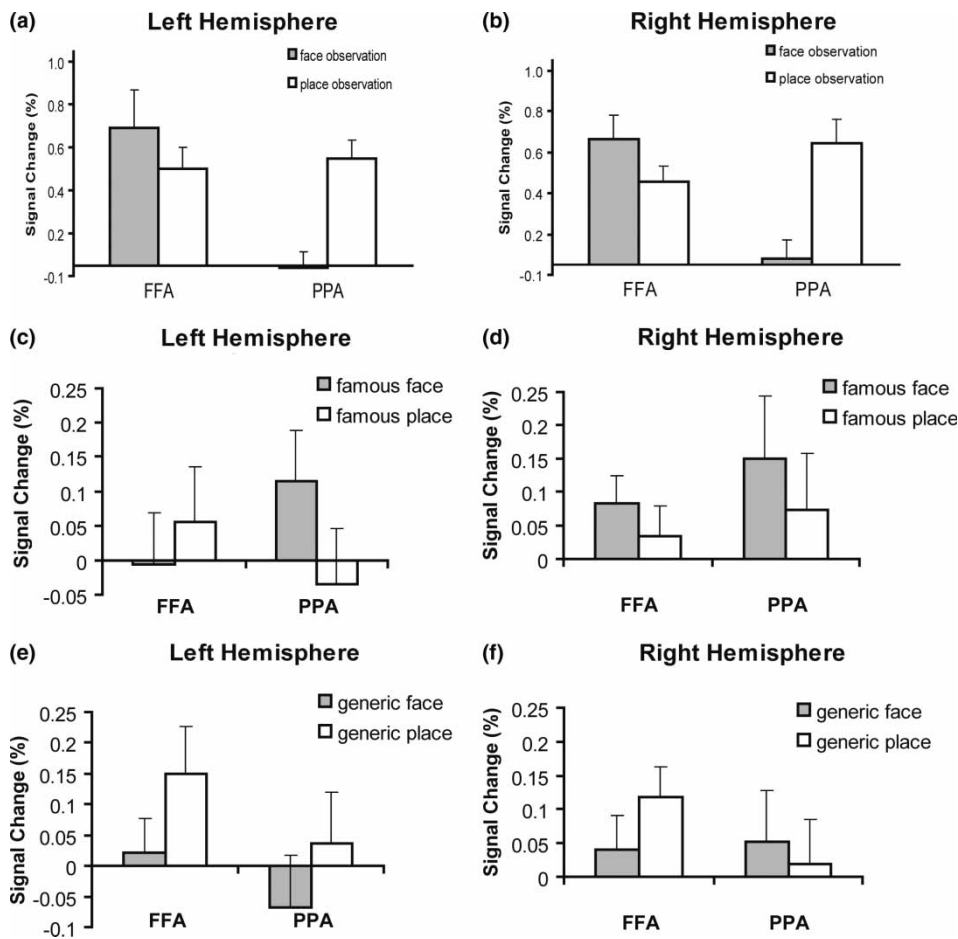 (a)
Left Hemisphere
face observation
place observation
Signal Change (%)
1.0
0.8
0.6
0.4
0.2
-0.1
FFA PPA
(b)
Right Hemisphere
face observation
place observation
Signal Change (%)
1.0
0.8
0.6
0.4
0.2
-0.1
FFA PPA
(c)
Left Hemisphere
famous face
famous place
Signal Change (%)
0.25
0.2
0.15
0.1
0.05
0
-0.05
FFA PPA
(d)
Right Hemisphere
famous face
famous place
Signal Change (%)
0.25
0.2
0.15
0.1
0.05
0
FFA PPA
(e)
Left Hemisphere
generic face
generic place
Signal Change (%)
0.25
0.2
0.15
0.1
0.05
0
-0.05
-0.1
FFA PPA
(f)
Right Hemisphere
generic face
generic place
Signal Change (%)
0.25
0.2
0.15
0.1
0.05
0
FFA PPA